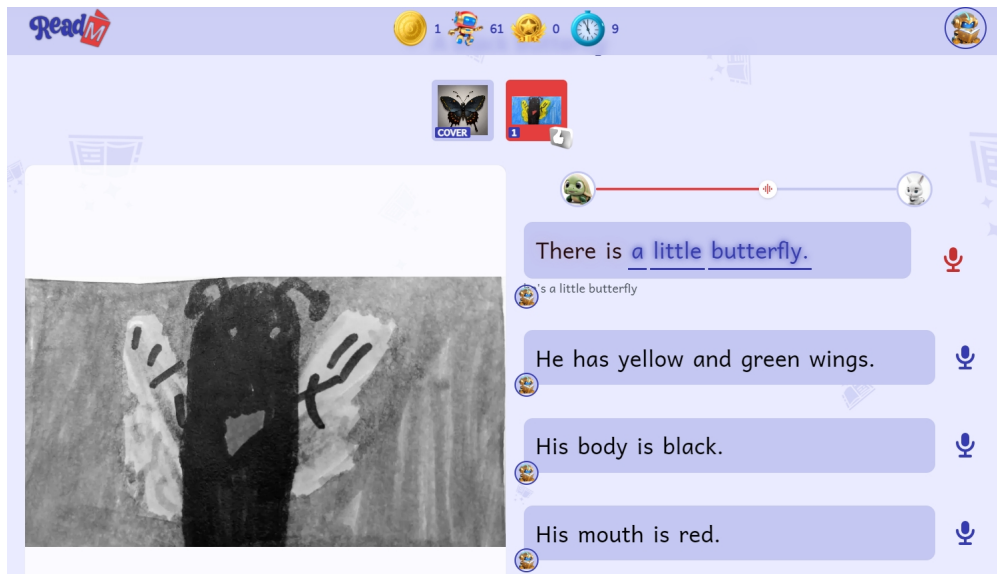 ReadM
1 61 0 9
COVER 1
There is a little butterfly.
's a little butterfly
He has yellow and green wings.
His body is black.
His mouth is red.